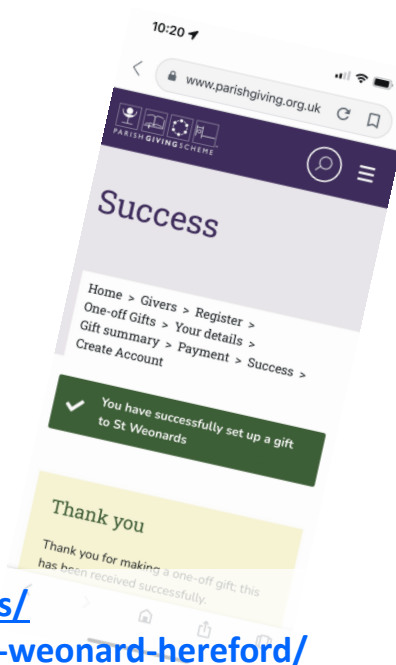 10:20
www.parishgiving.org.uk
PARISH GIVING SCHEME
Success
Home > Givers > Register >
One-off Gifts > Your details >
Gift summary > Payment > Success >
Create Account
You have successfully set up a gift
to St Weonards
Thank you
Thank you for making a one-off gift; this
has been received successfully.
s/
-weonard-hereford/